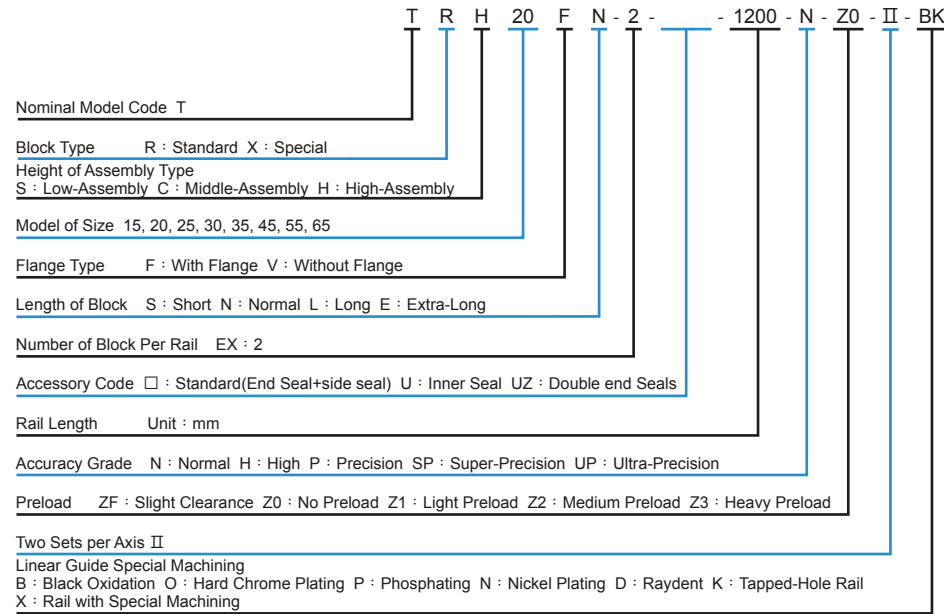 T R H 20 F N - 2 - - 1200 - N - Z0 - Ⅱ - BK
Nominal Model Code T
Block Type R：Standard X：Special
Height of Assembly Type
S：Low-Assembly C：Middle-Assembly H：High-Assembly
Model of Size 15, 20, 25, 30, 35, 45, 55, 65
Flange Type F：With Flange V：Without Flange
Length of Block S：Short N：Normal L：Long E：Extra-Long
Number of Block Per Rail EX：2
Accessory Code □：Standard(End Seal+side seal) U：Inner Seal UZ：Double end Seals
Rail Length Unit：mm
Accuracy Grade N：Normal H：High P：Precision SP：Super-Precision UP：Ultra-Precision
Preload ZF：Slight Clearance Z0：No Preload Z1：Light Preload Z2：Medium Preload Z3：Heavy Preload
Two Sets per Axis Ⅱ
Linear Guide Special Machining
B：Black Oxidation O：Hard Chrome Plating P：Phosphating N：Nickel Plating D：Raydent K：Tapped-Hole Rail
X：Rail with Special Machining